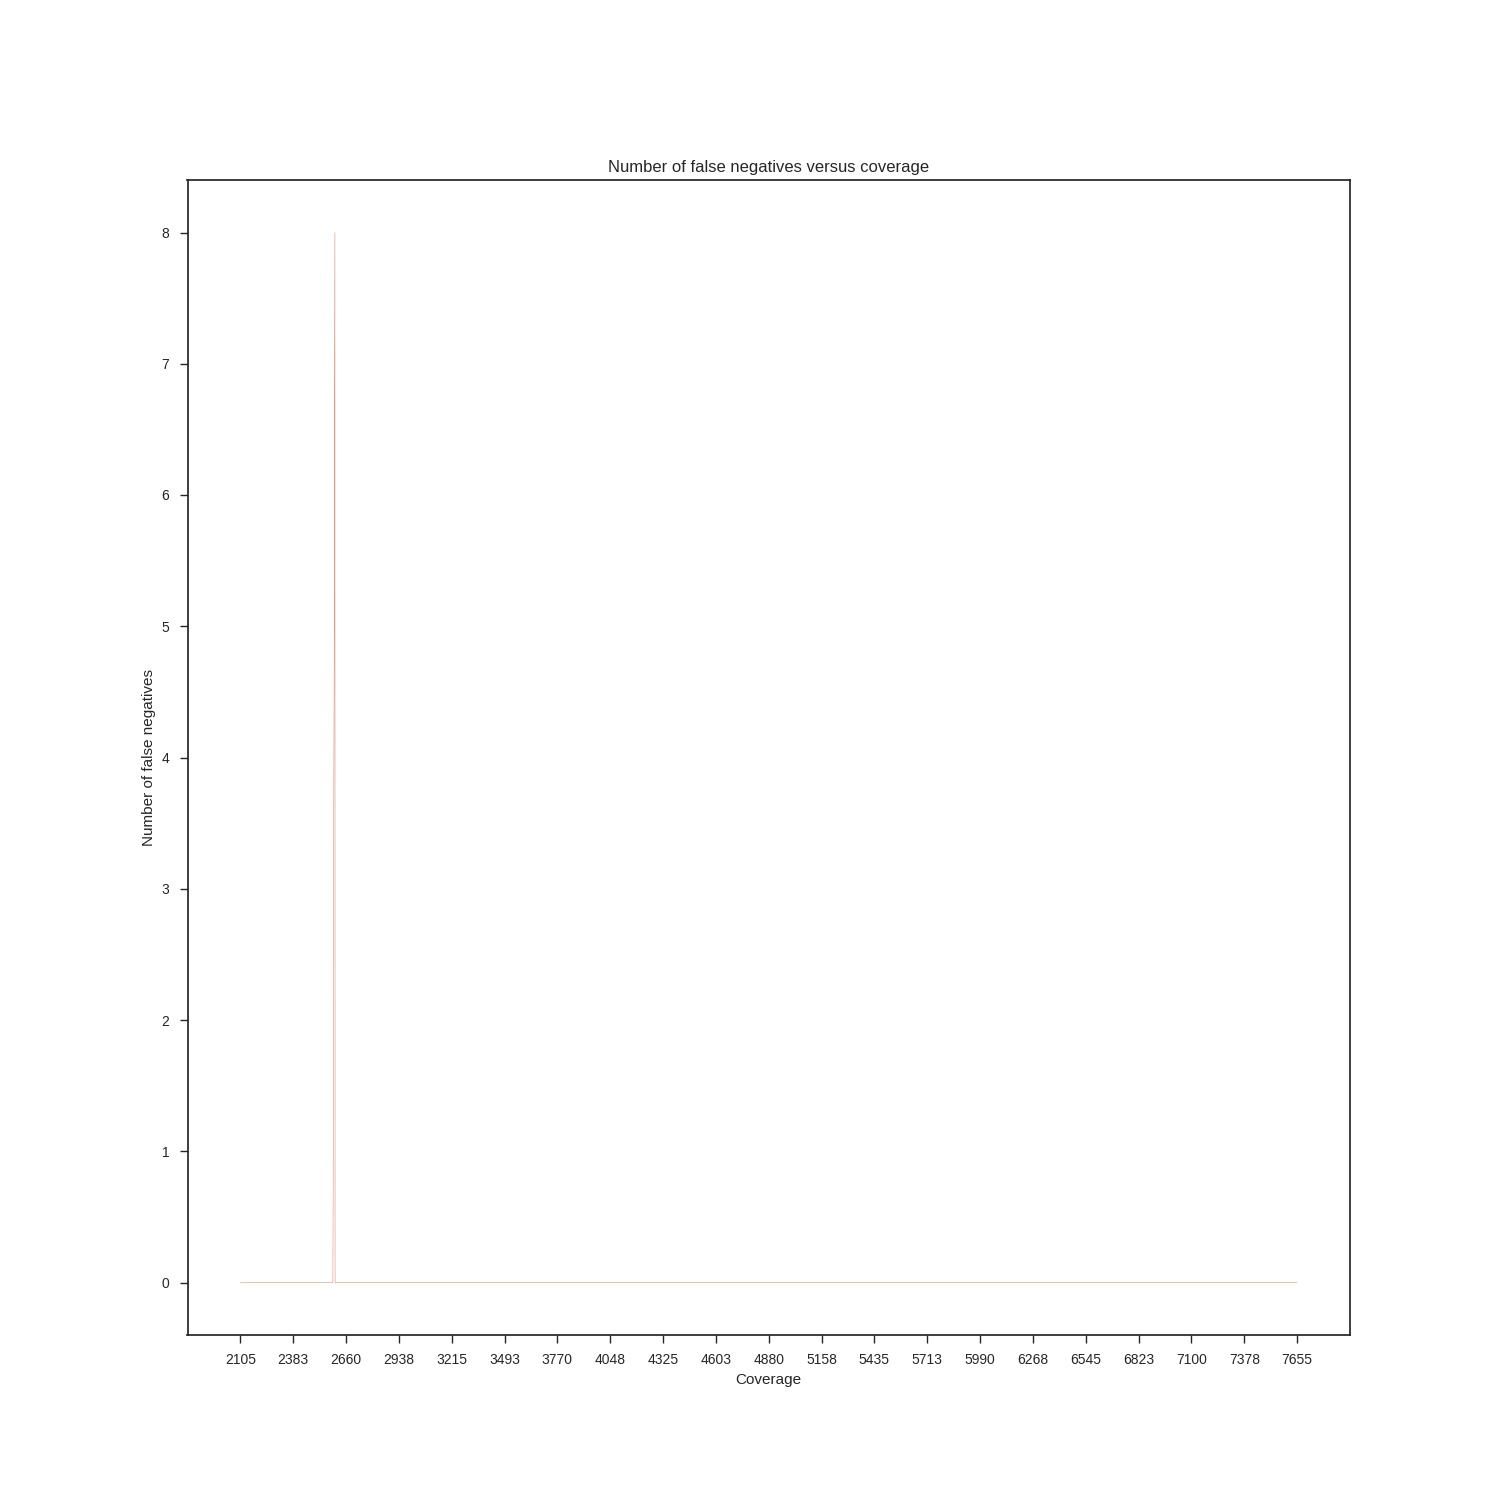 Number of false negatives versus coverage
8
7
6
5
4
3
2
1
0
Number of false negatives
2105 2383 2660 2938 3215 3493 3770 4048 4325 4603 4880 5158 5435 5713 5990 6268 6545 6823 7100 7378 7655
Coverage